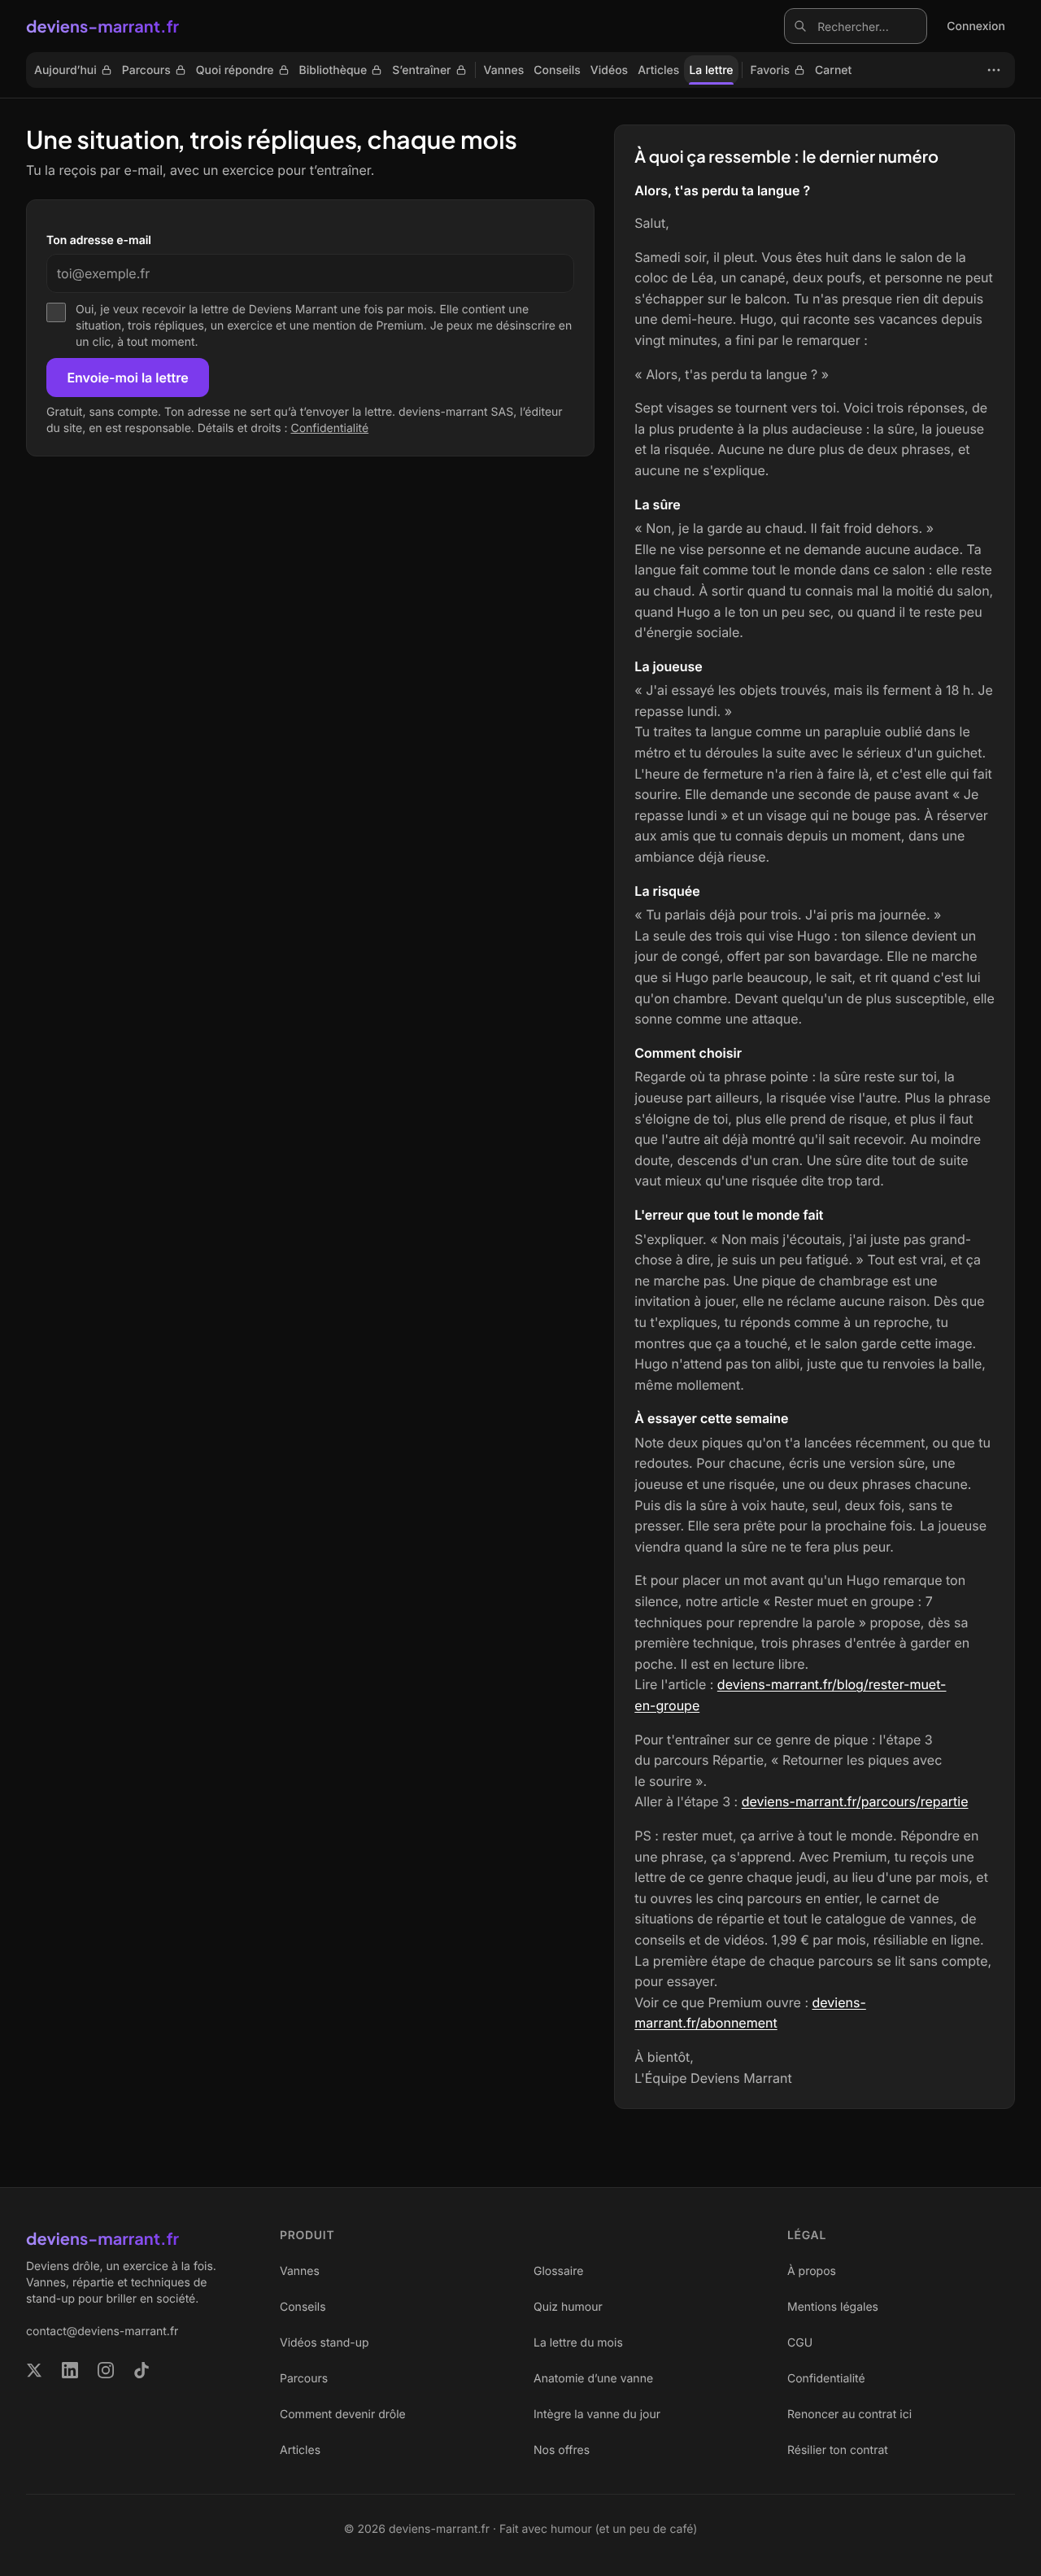 deviens-marrant.fr
Rechercher...
Connexion
Aujourd’hui
Parcours
Quoi répondre
Bibliothèque
S’entraîner
Vannes
Conseils
Vidéos
Articles
La lettre
Favoris
Carnet
Une situation, trois répliques, chaque mois
Tu la reçois par e-mail, avec un exercice pour t’entraîner.
Ton adresse e-mail
toi@exemple.fr
Oui, je veux recevoir la lettre de Deviens Marrant une fois par mois. Elle contient une
situation, trois répliques, un exercice et une mention de Premium. Je peux me désinscrire en
un clic, à tout moment.
Envoie-moi la lettre
Gratuit, sans compte. Ton adresse ne sert qu’à t’envoyer la lettre. deviens-marrant SAS, l’éditeur
du site, en est responsable. Détails et droits : Confidentialité
À quoi ça ressemble : le dernier numéro
Alors, t'as perdu ta langue ?
Salut,
Samedi soir, il pleut. Vous êtes huit dans le salon de la
coloc de Léa, un canapé, deux poufs, et personne ne peut
s'échapper sur le balcon. Tu n'as presque rien dit depuis
une demi-heure. Hugo, qui raconte ses vacances depuis
vingt minutes, a fini par le remarquer :
« Alors, t'as perdu ta langue ? »
Sept visages se tournent vers toi. Voici trois réponses, de
la plus prudente à la plus audacieuse : la sûre, la joueuse
et la risquée. Aucune ne dure plus de deux phrases, et
aucune ne s'explique.
La sûre
« Non, je la garde au chaud. Il fait froid dehors. »
Elle ne vise personne et ne demande aucune audace. Ta
langue fait comme tout le monde dans ce salon : elle reste
au chaud. À sortir quand tu connais mal la moitié du salon,
quand Hugo a le ton un peu sec, ou quand il te reste peu
d'énergie sociale.
La joueuse
« J'ai essayé les objets trouvés, mais ils ferment à 18 h. Je
repasse lundi. »
Tu traites ta langue comme un parapluie oublié dans le
métro et tu déroules la suite avec le sérieux d'un guichet.
L'heure de fermeture n'a rien à faire là, et c'est elle qui fait
sourire. Elle demande une seconde de pause avant « Je
repasse lundi » et un visage qui ne bouge pas. À réserver
aux amis que tu connais depuis un moment, dans une
ambiance déjà rieuse.
La risquée
« Tu parlais déjà pour trois. J'ai pris ma journée. »
La seule des trois qui vise Hugo : ton silence devient un
jour de congé, offert par son bavardage. Elle ne marche
que si Hugo parle beaucoup, le sait, et rit quand c'est lui
qu'on chambre. Devant quelqu'un de plus susceptible, elle
sonne comme une attaque.
Comment choisir
Regarde où ta phrase pointe : la sûre reste sur toi, la
joueuse part ailleurs, la risquée vise l'autre. Plus la phrase
s'éloigne de toi, plus elle prend de risque, et plus il faut
que l'autre ait déjà montré qu'il sait recevoir. Au moindre
doute, descends d'un cran. Une sûre dite tout de suite
vaut mieux qu'une risquée dite trop tard.
L'erreur que tout le monde fait
S'expliquer. « Non mais j'écoutais, j'ai juste pas grand-
chose à dire, je suis un peu fatigué. » Tout est vrai, et ça
ne marche pas. Une pique de chambrage est une
invitation à jouer, elle ne réclame aucune raison. Dès que
tu t'expliques, tu réponds comme à un reproche, tu
montres que ça a touché, et le salon garde cette image.
Hugo n'attend pas ton alibi, juste que tu renvoies la balle,
même mollement.
À essayer cette semaine
Note deux piques qu'on t'a lancées récemment, ou que tu
redoutes. Pour chacune, écris une version sûre, une
joueuse et une risquée, une ou deux phrases chacune.
Puis dis la sûre à voix haute, seul, deux fois, sans te
presser. Elle sera prête pour la prochaine fois. La joueuse
viendra quand la sûre ne te fera plus peur.
Et pour placer un mot avant qu'un Hugo remarque ton
silence, notre article « Rester muet en groupe : 7
techniques pour reprendre la parole » propose, dès sa
première technique, trois phrases d'entrée à garder en
poche. Il est en lecture libre.
Lire l'article : deviens-marrant.fr/blog/rester-muet-
en-groupe
Pour t'entraîner sur ce genre de pique : l'étape 3
du parcours Répartie, « Retourner les piques avec
le sourire ».
Aller à l'étape 3 : deviens-marrant.fr/parcours/repartie
PS : rester muet, ça arrive à tout le monde. Répondre en
une phrase, ça s'apprend. Avec Premium, tu reçois une
lettre de ce genre chaque jeudi, au lieu d'une par mois, et
tu ouvres les cinq parcours en entier, le carnet de
situations de répartie et tout le catalogue de vannes, de
conseils et de vidéos. 1,99 € par mois, résiliable en ligne.
La première étape de chaque parcours se lit sans compte,
pour essayer.
Voir ce que Premium ouvre : deviens-
marrant.fr/abonnement
À bientôt,
L'Équipe Deviens Marrant
deviens-marrant.fr
Deviens drôle, un exercice à la fois.
Vannes, répartie et techniques de
stand-up pour briller en société.
contact@deviens-marrant.fr
PRODUIT
Vannes
Conseils
Vidéos stand-up
Parcours
Comment devenir drôle
Articles
Glossaire
Quiz humour
La lettre du mois
Anatomie d’une vanne
Intègre la vanne du jour
Nos offres
LÉGAL
À propos
Mentions légales
CGU
Confidentialité
Renoncer au contrat ici
Résilier ton contrat
© 2026 deviens-marrant.fr · Fait avec humour (et un peu de café)